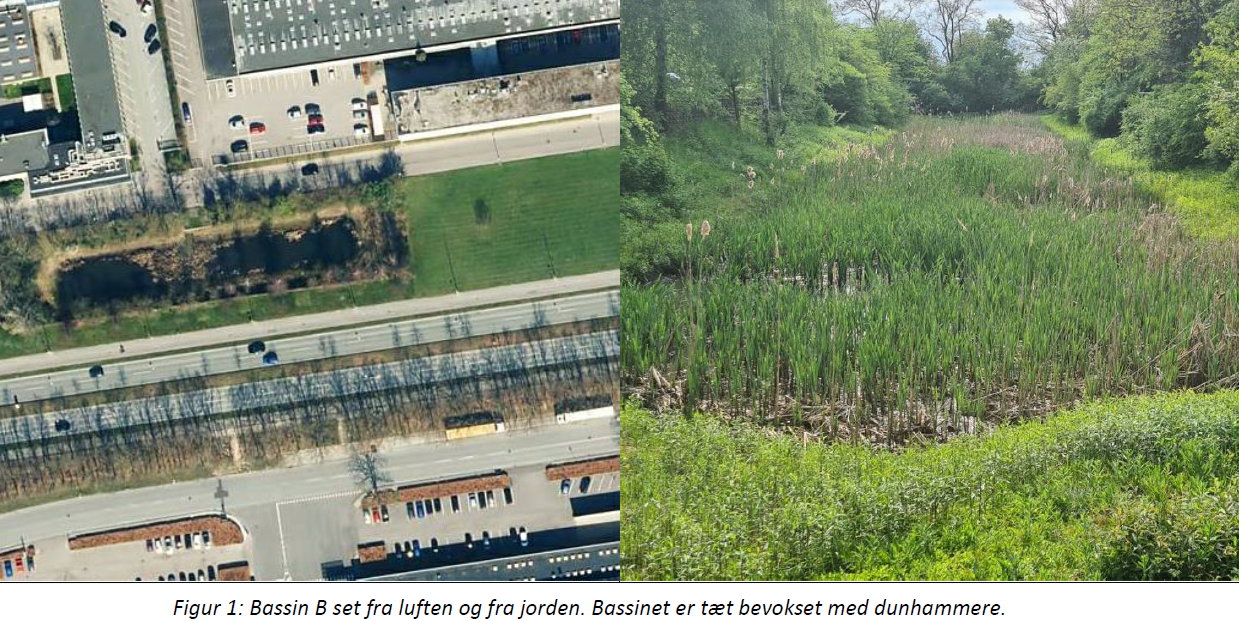 Figur 1: Bassin B set fra luften og fra jorden. Bassinet er tæt bevokset med dunhammere.